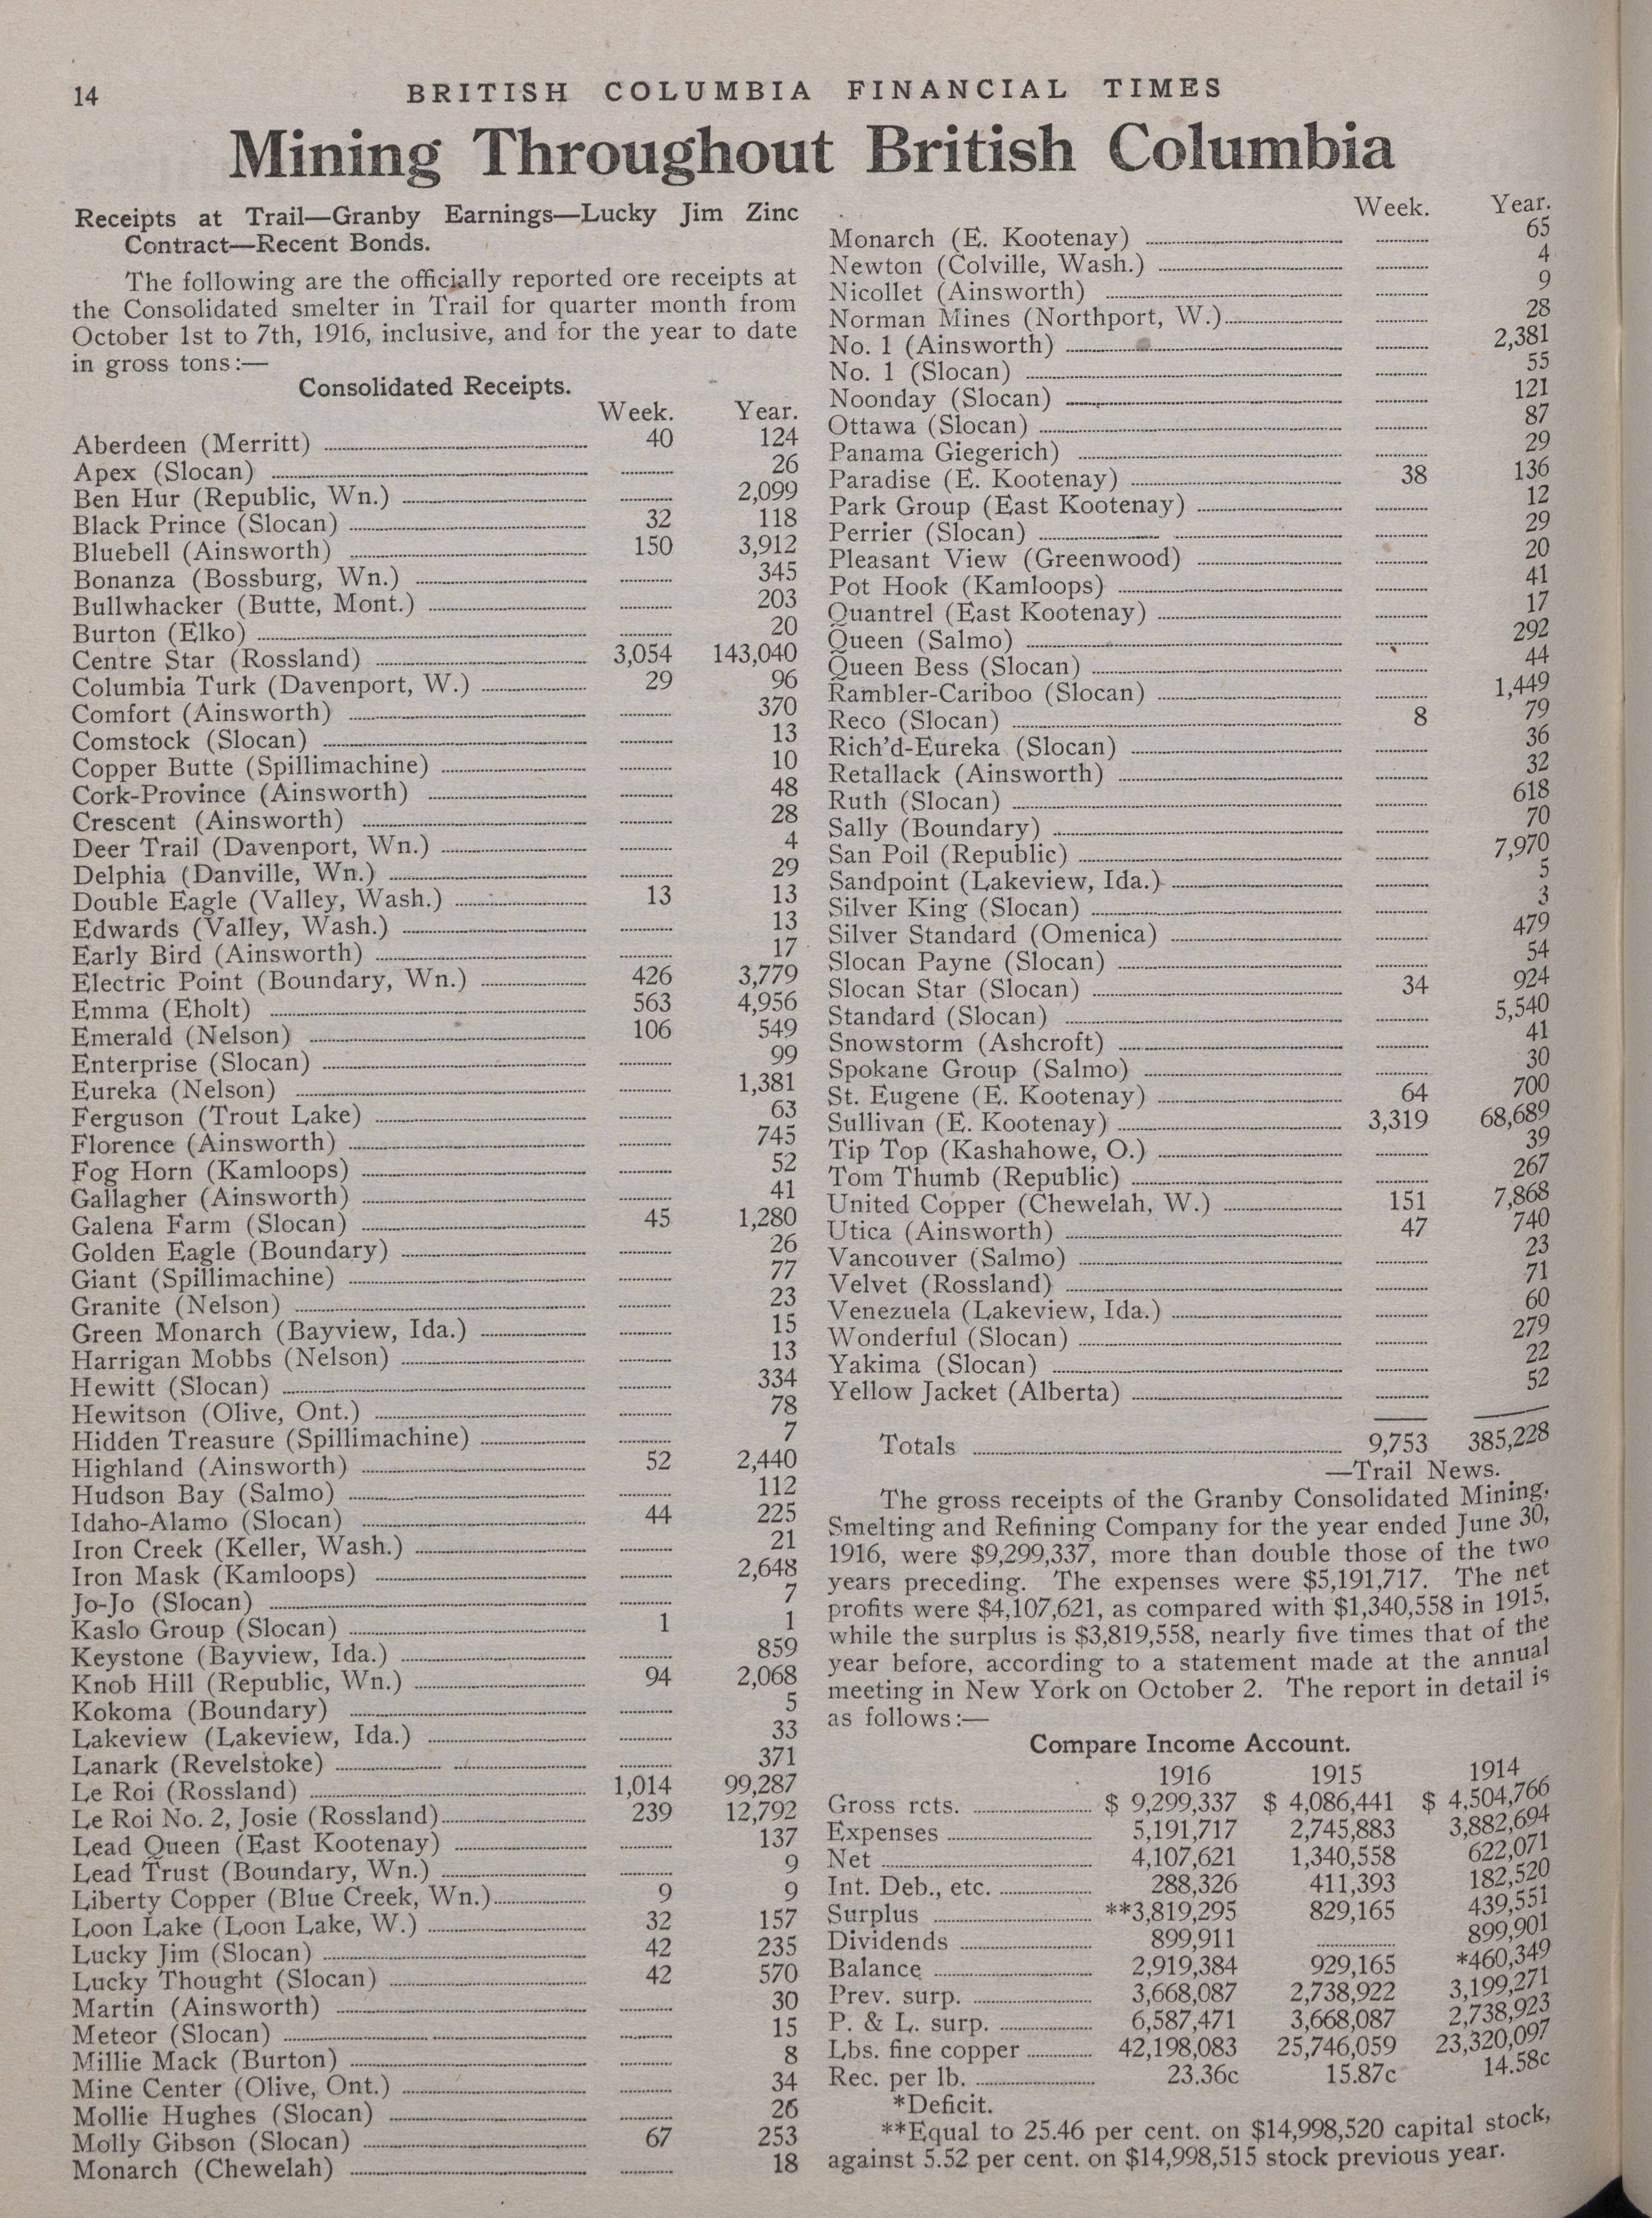 14
BRITISH COLUMBIA FINANCIAL TIMES
Mining Throughout British Columbia
Receipts at Trail—Granby Earnings—Lucky Jim Zinc
Contract—Recent Bonds.
The following are the officially reported ore receipts at
the Consolidated smelter in Trail for quarter month from
October 1st to 7th, 1916, inclusive, and for the year to date
in gross tons:—
Consolidated Receipts.
Week. Year.
Aberdeen (Merritt) 40 124
Apex (Slocan) 26
Ben Hur (Republic, Wn.) 2,099
Black Prince (Slocan) 32 118
Bluebell (Ainsworth) 150 3,912
Bonanza (Bossburg, Wn.) 345
Bullwhacker (Butte, Mont.) 203
Burton (Elko) 20
Centre Star (Rossland) 3,054 143,040
Columbia Turk (Davenport, W.) 29 96
Comfort (Ainsworth) 370
Comstock (Slocan) 13
Copper Butte (Spillimachine) 10
Cork-Province (Ainsworth) 48
Crescent (Ainsworth) 28
Deer Trail (Davenport, Wn.) 4
Delphia (Danville, Wn.) 29
Double Eagle (Valley, Wash.) 13 13
Edwards (Valley, Wash.) 13
Early Bird (Ainsworth) 17
Electric Point (Boundary, Wn.) 426 3,779
Emma (Eholt) 563 4,956
Emerald (Nelson) 106 549
Enterprise (Slocan) 99
Eureka (Nelson) 1,381
Ferguson (Trout Lake) 63
Florence (Ainsworth) 745
Fog Horn (Kamloops) 52
Gallagher (Ainsworth) 41
Galena Farm (Slocan) 45 1,280
Golden Eagle (Boundary) 26
Giant (Spillimachine) 77
Granite (Nelson) 23
Green Monarch (Bayview, Ida.) 15
Harrigan Mobbs (Nelson) 13
Hewitt (Slocan) 334
Hewitson (Olive, Ont.) 78
Hidden Treasure (Spillimachine) 7
Highland (Ainsworth) 52 2,440
Hudson Bay (Salmo) 112
Idaho-Alamo (Slocan) 44 225
Iron Creek (Keller, Wash.) 21
Iron Mask (Kamloops) 2,648
Jo-Jo (Slocan) 7
Kaslo Group (Slocan) 1 1
Keystone (Bayview, Ida.) 859
Knob Hill (Republic, Wn.) 94 2,068
Kokoma (Boundary) 5
Lakeview (Lakeview, Ida.) 33
Lanark (Revelstoke) 371
Le Roi (Rossland) 1,014 99,287
Le Roi No. 2, Josie (Rossland) 239 12,792
Lead Queen (East Kootenay) 137
Lead Trust (Boundary, Wn.) 9
Liberty Copper (Blue Creek, Wn.) 9 9
Loon Lake (Loon Lake, W.) 32 157
Lucky Jim (Slocan) 42 235
Lucky Thought (Slocan) 42 570
Martin (Ainsworth) 30
Meteor (Slocan) 15
Millie Mack (Burton) 8
Mine Center (Olive, Ont.) 34
Mollie Hughes (Slocan) 26
Molly Gibson (Slocan) 67 253
Monarch (Chewelah) 18
Week. Year.
Monarch (E. Kootenay) 65
Newton (Colville, Wash.) 4
Nicollet (Ainsworth) 9
Norman Mines (Northport, W.) 28
No. 1 (Ainsworth) 2,381
No. 1 (Slocan) 55
Noonday (Slocan) 121
Ottawa (Slocan) 87
Panama Giegerich) 29
Paradise (E. Kootenay) 38 136
Park Group (East Kootenay) 12
Perrier (Slocan) 29
Pleasant View (Greenwood) 20
Pot Hook (Kamloops) 41
Quantrel (East Kootenay) 17
Queen (Salmo) 292
Queen Bess (Slocan) 44
Rambler-Cariboo (Slocan) 1,449
Reco (Slocan) 8 79
Rich'd-Eureka (Slocan) 36
Retallack (Ainsworth) 32
Ruth (Slocan) 618
Sally (Boundary) 70
San Poil (Republic) 7,970
Sandpoint (Lakeview, Ida.) 5
Silver King (Slocan) 3
Silver Standard (Omenica) 479
Slocan Payne (Slocan) 54
Slocan Star (Slocan) 34 924
Standard (Slocan) 5,540
Snowstorm (Ashcroft) 41
Spokane Group (Salmo) 30
St. Eugene (E. Kootenay) 64 700
Sullivan (E. Kootenay) 3,319 68,689
Tip Top (Kashahowe, O.) 39
Tom Thumb (Republic) 267
United Copper (Chewelah, W.) 151 7,868
Utica (Ainsworth) 47 740
Vancouver (Salmo) 23
Velvet (Rossland) 71
Venezuela (Lakeview, Ida.) 60
Wonderful (Slocan) 279
Yakima (Slocan) 22
Yellow Jacket (Alberta) 52
Totals 9,753 385,228
—Trail News.
The gross receipts of the Granby Consolidated Mining,
Smelting and Refining Company for the year ended June 30,
1916, were $9,299,337, more than double those of the two
years preceding. The expenses were $5,191,717. The net
profits were $4,107,621, as compared with $1,340,558 in 1915,
while the surplus is $3,819,558, nearly five times that of the
year before, according to a statement made at the annual
meeting in New York on October 2. The report in detail is
as follows:—
Compare Income Account.
1916 1915 1914
Gross rcts. $ 9,299,337 $ 4,086,441 $ 4,504,766
Expenses 5,191,717 2,745,883 3,882,694
Net 4,107,621 1,340,558 622,071
Int. Deb., etc. 288,326 411,393 182,520
Surplus **3,819,295 829,165 439,551
Dividends 899,911 899,901
Balance 2,919,384 929,165 *460,349
Prev. surp. 3,668,087 2,738,922 3,199,271
P. & L. surp. 6,587,471 3,668,087 2,738,923
Lbs. fine copper 42,198,083 25,746,059 23,320,097
Rec. per lb. 23.36c 15.87c 14.58c
*Deficit.
**Equal to 25.46 per cent. on $14,998,520 capital stock,
against 5.52 per cent. on $14,998,515 stock previous year.